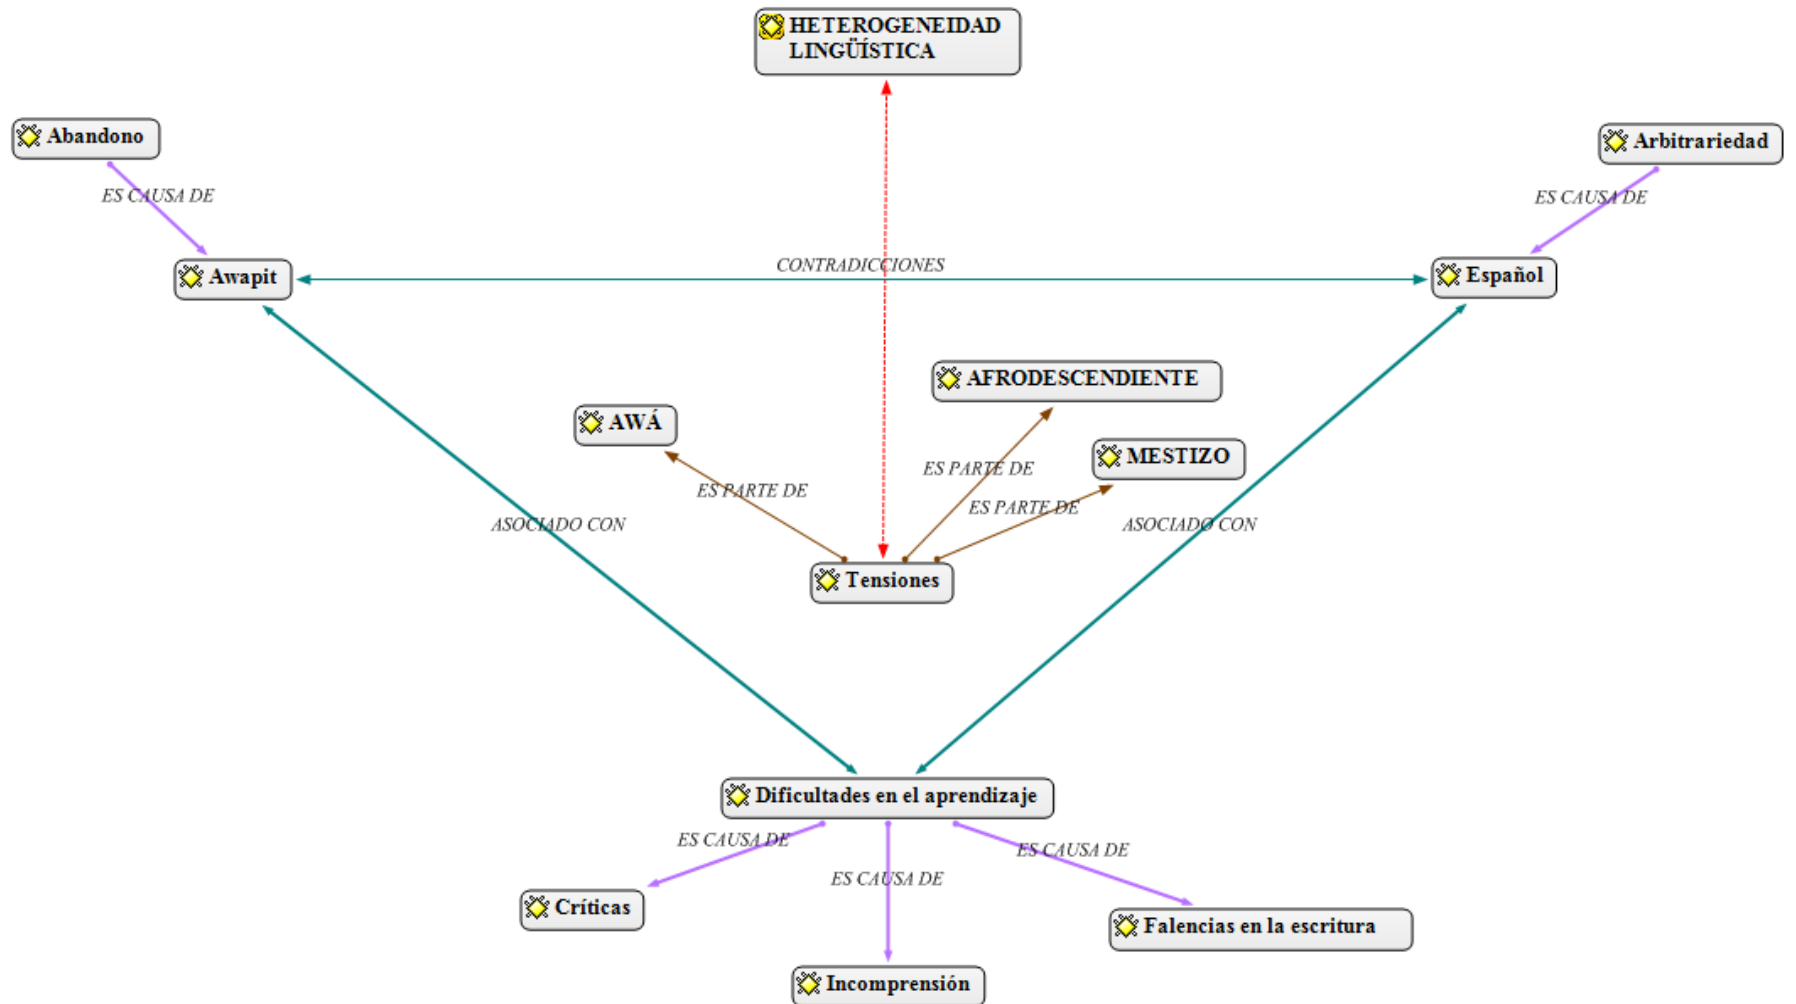 HETEROGENEIDAD
LINGÜÍSTICA
Abandono
Arbitrariedad
ES CAUSA DE
ES CAUSA DE
Awapit
CONTRADICCIONES
Español
AFRODESCENDIENTE
AWÁ
MESTIZO
ES PARTE DE
ES PARTE DE
ES PARTE DE
ASOCIADO CON
ASOCIADO CON
Tensiones
Dificultades en el aprendizaje
ES CAUSA DE
ES CAUSA DE
ES CAUSA DE
Críticas
Falencias en la escritura
Incomprensión